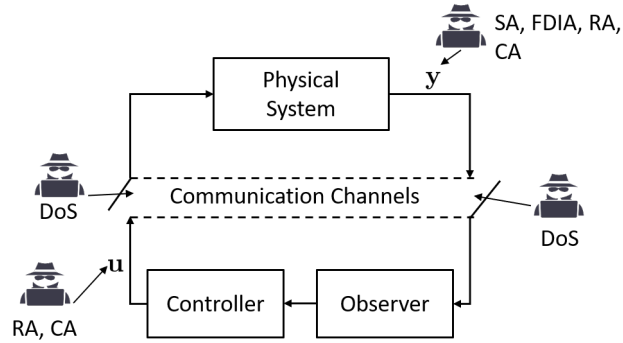 SA, FDIA, RA,
CA
y
Physical
System
Communication Channels
DoS
DoS
u
Controller
Observer
RA, CA